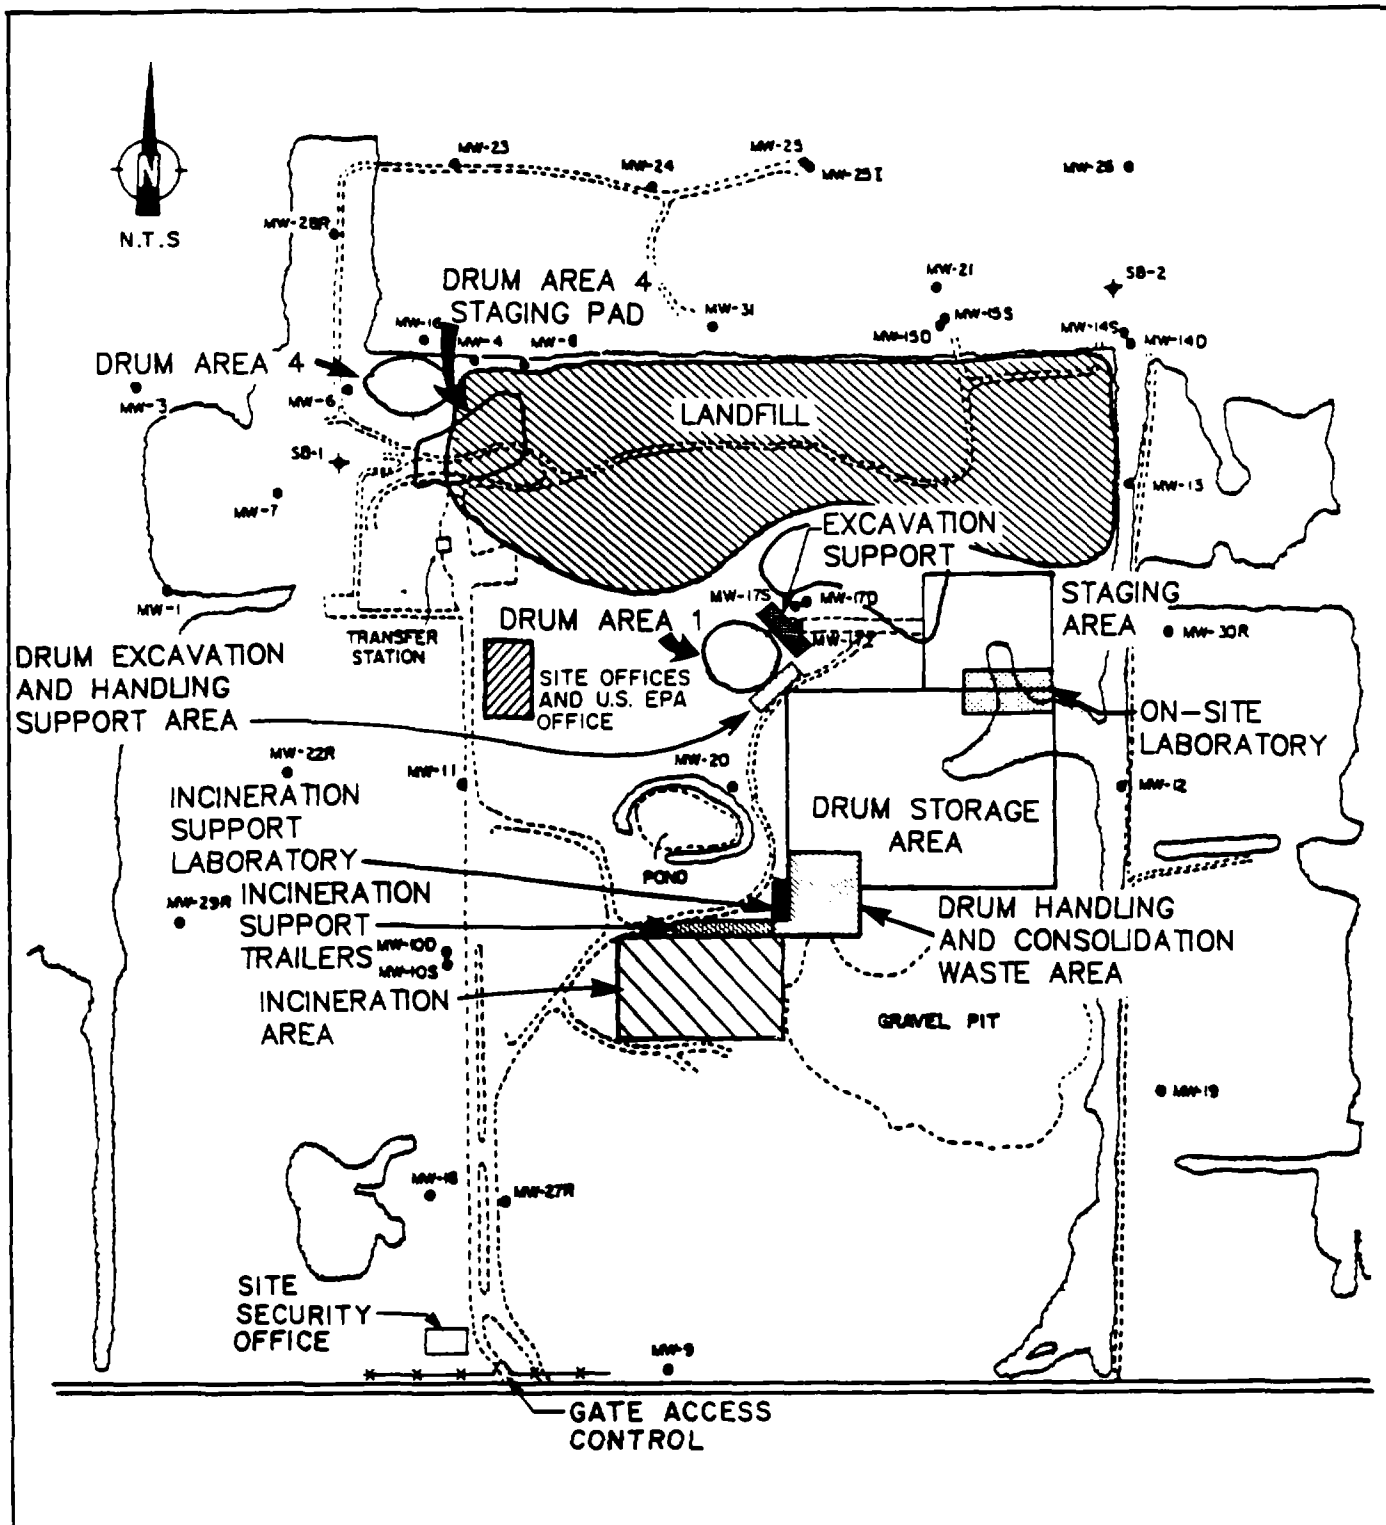 MW-23
MW-24
MW-25
MW-25I
MW-26
N
N.T.S
MW-28R
DRUM AREA 4
STAGING PAD
MW-21
SB-2
MW-16
MW-4
MW-31
MW-15S
MW-15D
MW-14S
MW-14D
DRUM AREA 4
MW-3
MW-6
LANDFILL
SB-1
MW-7
MW-13
EXCAVATION
SUPPORT
MW-1
MW-17S
MW-17D
STAGING
AREA
DRUM AREA 1
MW-30R
TRANSFER
STATION
DRUM EXCAVATION
AND HANDLING
SUPPORT AREA
SITE OFFICES
AND U.S. EPA
OFFICE
ON-SITE
LABORATORY
MW-22R
MW-11
MW-20
MW-12
INCINERATION
SUPPORT
LABORATORY
DRUM STORAGE
AREA
POND
MW-29R
INCINERATION
SUPPORT
TRAILERS
MW-10D
MW-10S
DRUM HANDLING
AND CONSOLIDATION
WASTE AREA
INCINERATION
AREA
GRAVEL PIT
MW-19
MW-18
MW-27R
SITE
SECURITY
OFFICE
MW-9
GATE ACCESS
CONTROL